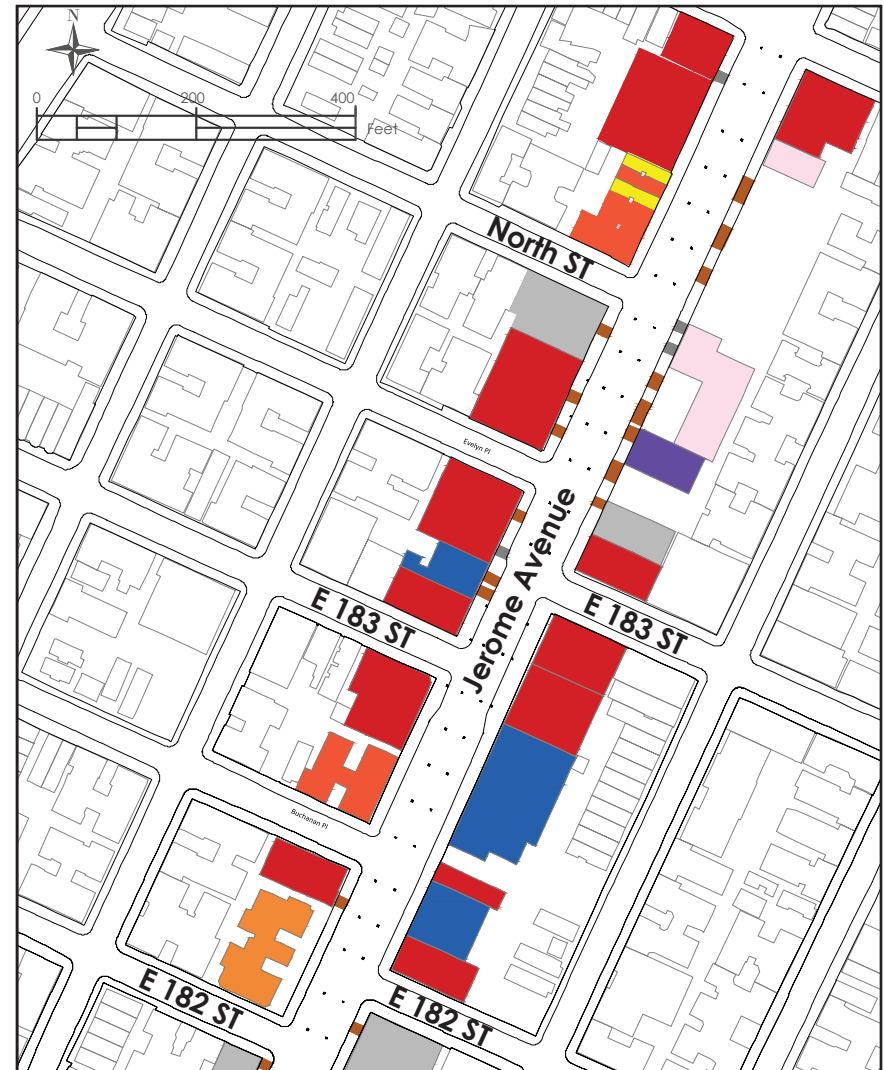 N
0 200 400
Feet
North ST
Evelyn Pl
Jerome Avenue
E 183 ST
E 183 ST
Buchanan Pl
E 182 ST
E 182 ST